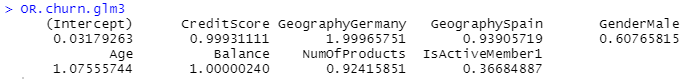 > OR.churn.glm3
(Intercept) CreditScore GeographyGermany GeographySpain GenderMale
0.03179263 0.99931111 1.99965751 0.93905719 0.60765815
Age Balance NumOfProducts IsActiveMember1
1.07555744 1.00000240 0.92415851 0.36684887